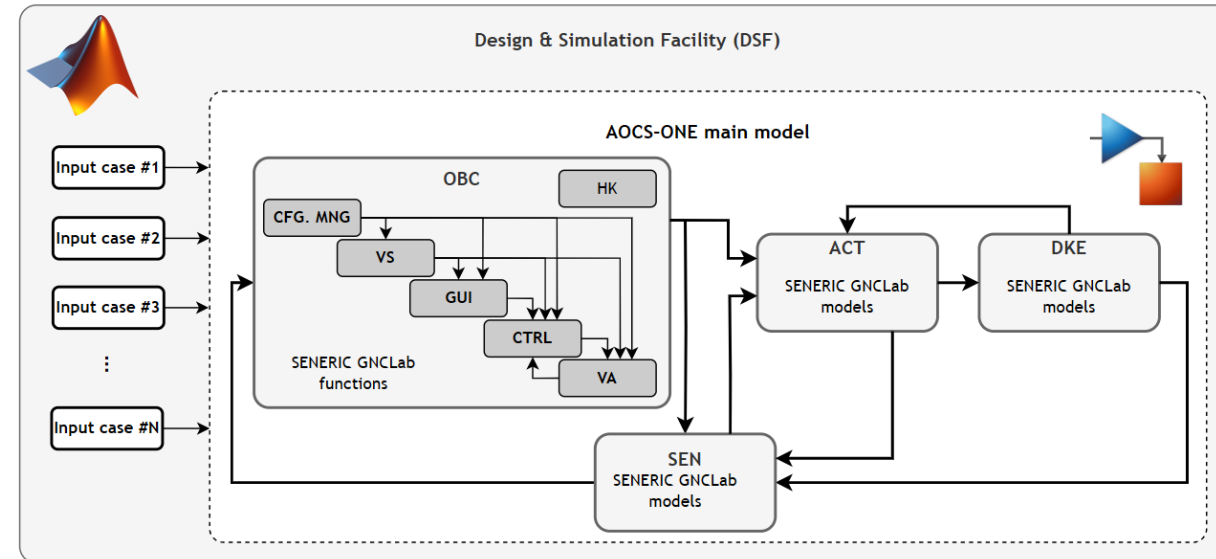 Design & Simulation Facility (DSF)
AOCS-ONE main model
Input case #1
Input case #2
Input case #3
⋮
Input case #N
OBC
HK
CFG. MNG
VS
GUI
CTRL
VA
SENERIC GNCLab
functions
ACT
SENERIC GNCLab
models
DKE
SENERIC GNCLab
models
SEN
SENERIC GNCLab
models